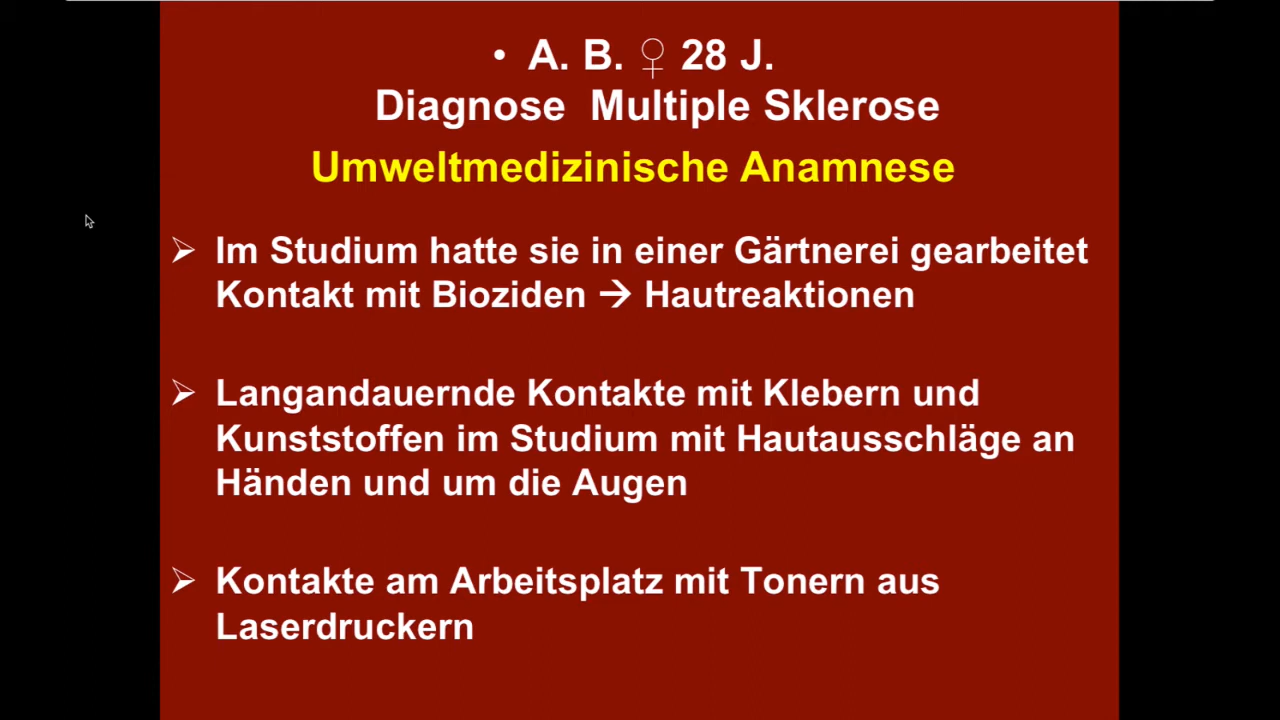 • A. B. ♀ 28 J.
Diagnose Multiple Sklerose
Umweltmedizinische Anamnese
➢ Im Studium hatte sie in einer Gärtnerei gearbeitet
Kontakt mit Bioziden → Hautreaktionen
➢ Langandauernde Kontakte mit Klebern und
Kunststoffen im Studium mit Hautausschläge an
Händen und um die Augen
➢ Kontakte am Arbeitsplatz mit Tonern aus
Laserdruckern